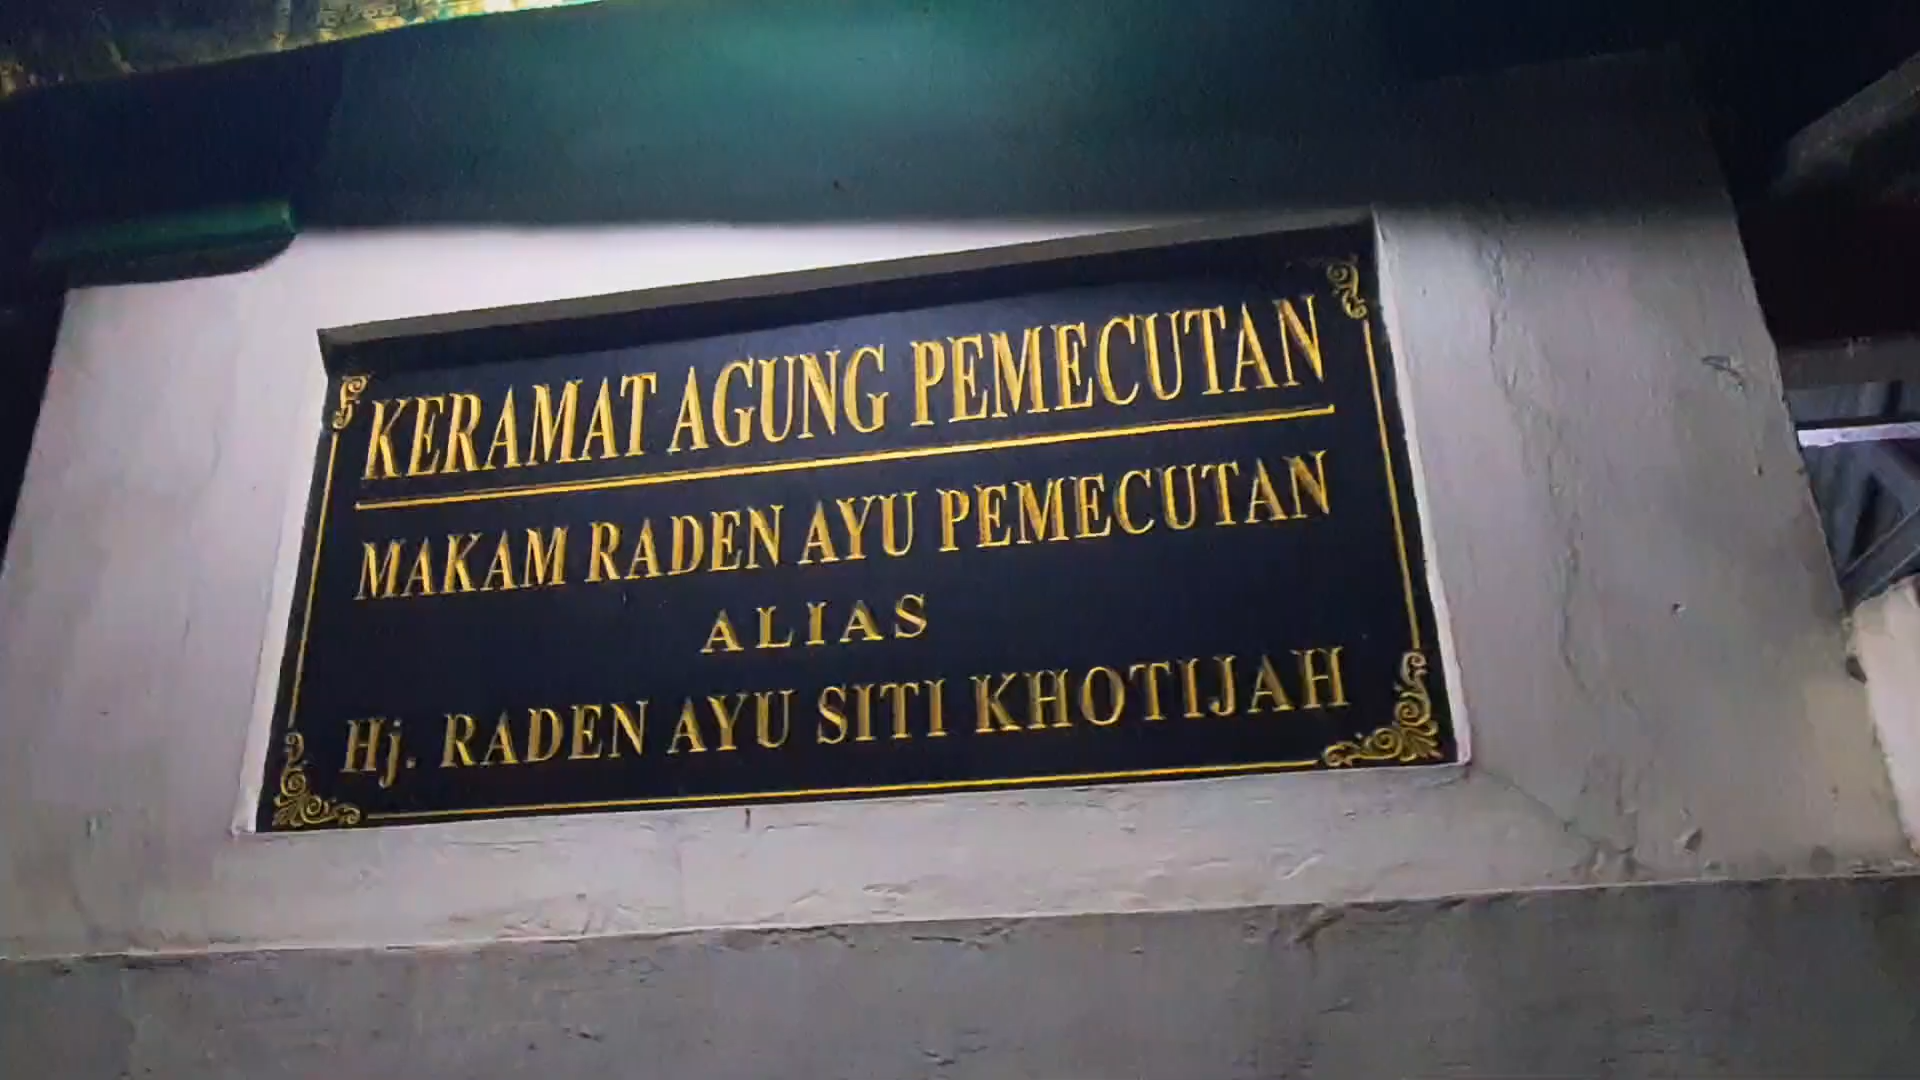 KERAMAT AGUNG PEMECUTAN
MAKAM RADEN AYU PEMECUTAN
ALIAS
Hj. RADEN AYU SITI KHOTIJAH